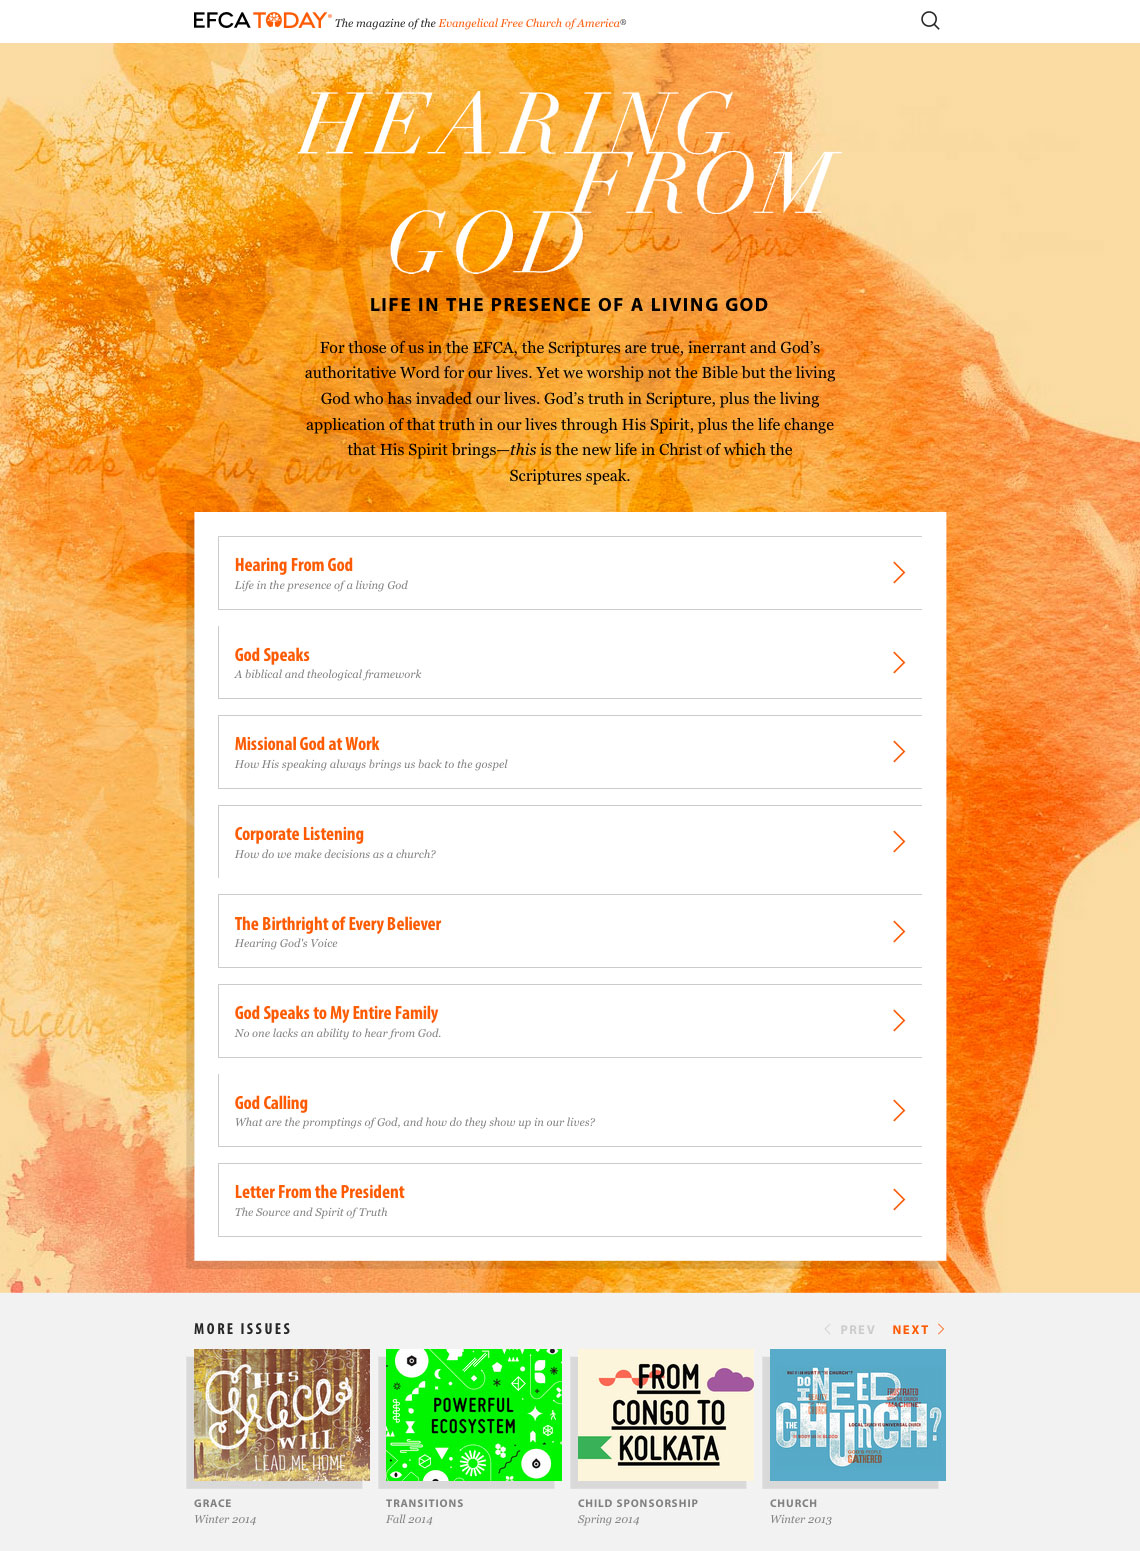 EFCA TODAY® The magazine of the Evangelical Free Church of America®
HEARING
FROM
GOD
the Spirit
LIFE IN THE PRESENCE OF A LIVING GOD
For those of us in the EFCA, the Scriptures are true, inerrant and God's
authoritative Word for our lives. Yet we worship not the Bible but the living
God who has invaded our lives. God's truth in Scripture, plus the living
application of that truth in our lives through His Spirit, plus the life change
that His Spirit brings—this is the new life in Christ of which the
Scriptures speak.
his own
Hearing From God
Life in the presence of a living God
God Speaks
A biblical and theological framework
Missional God at Work
How His speaking always brings us back to the gospel
Corporate Listening
How do we make decisions as a church?
The Birthright of Every Believer
Hearing God's Voice
God Speaks to My Entire Family
No one lacks an ability to hear from God.
receive
God Calling
What are the promptings of God, and how do they show up in our lives?
Letter From the President
The Source and Spirit of Truth
MORE ISSUES
PREV NEXT
HIS
Grace
WILL
LEAD ME HOME
POWERFUL
ECOSYSTEM
FROM
CONGO TO
KOLKATA
DO I NEED
THE CHURCH?
FRUSTRATED
"MACHINE"
GATHERED
GRACE
Winter 2014
TRANSITIONS
Fall 2014
CHILD SPONSORSHIP
Spring 2014
CHURCH
Winter 2013